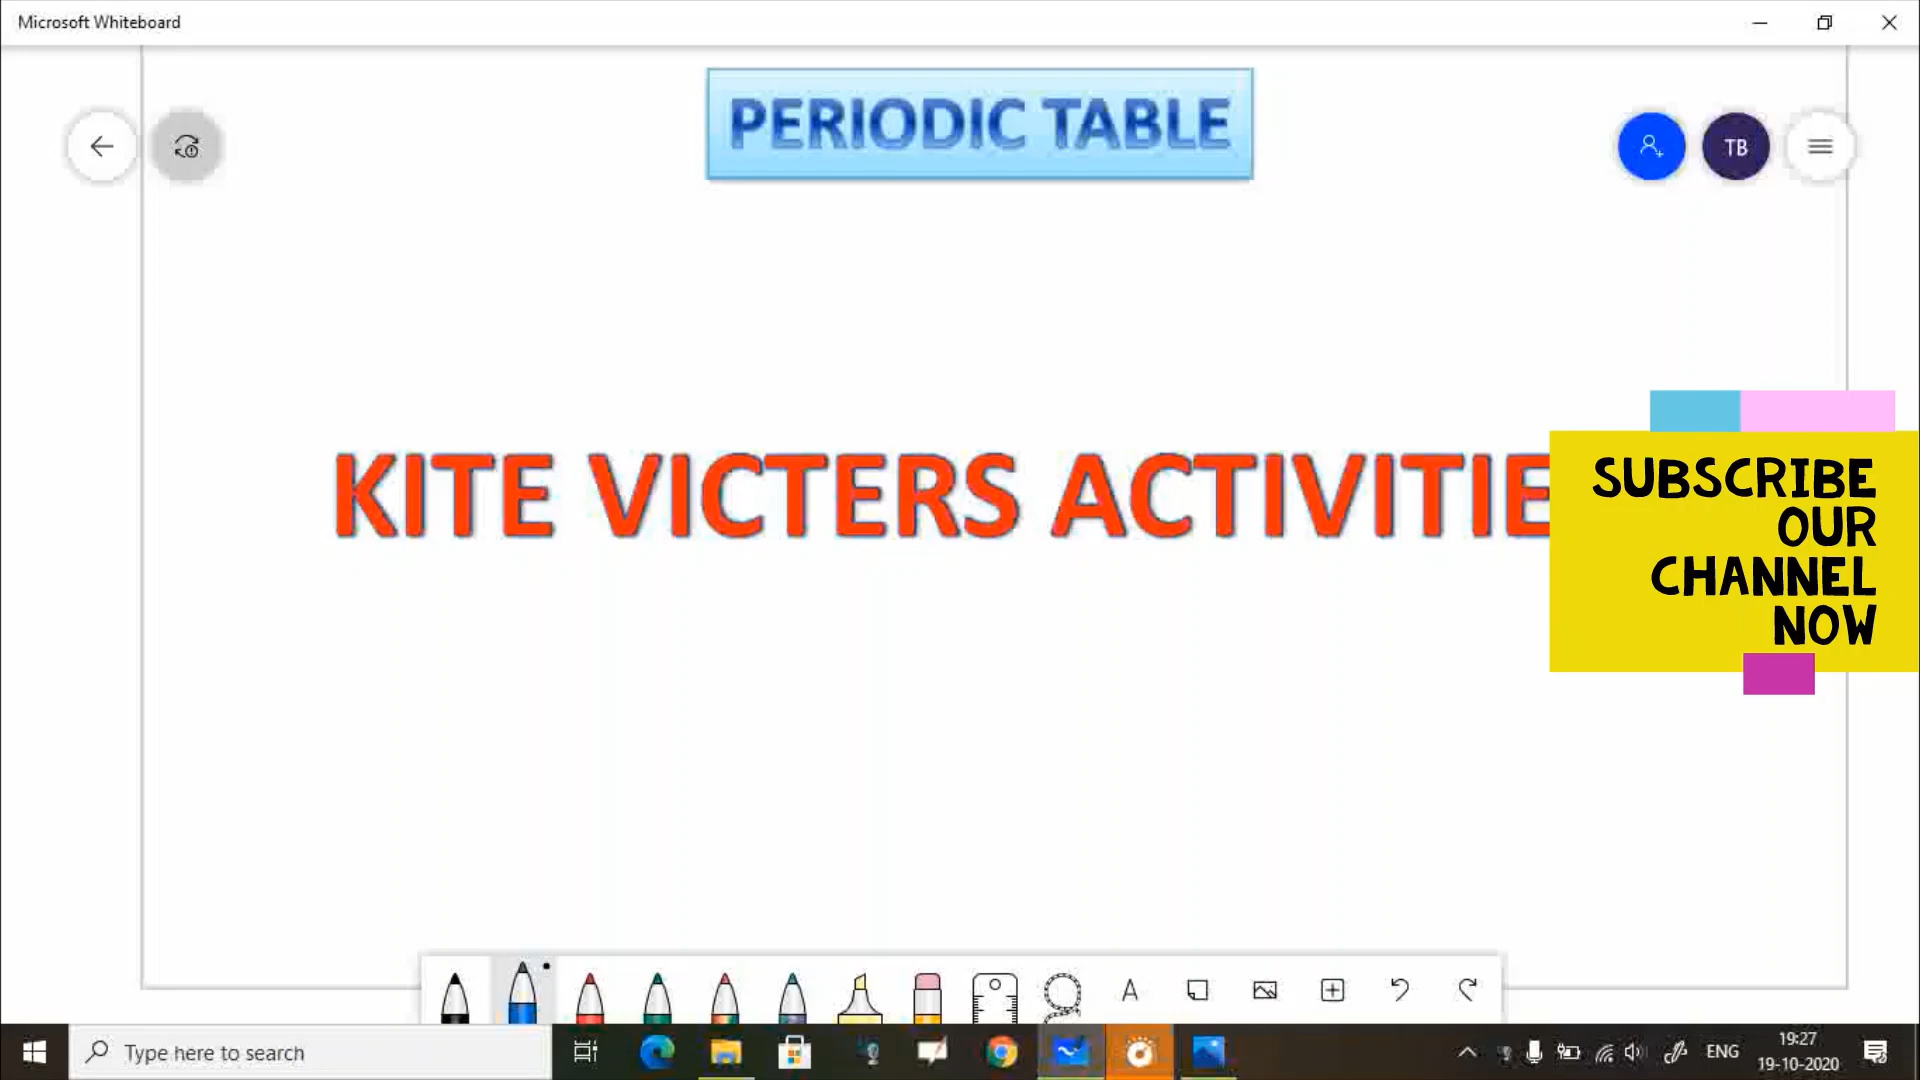 Microsoft Whiteboard
PERIODIC TABLE
TB
KITE VICTERS ACTIVITIE
SUBSCRIBE
OUR
CHANNEL
NOW
A
Type here to search
ENG
19:27
19-10-2020